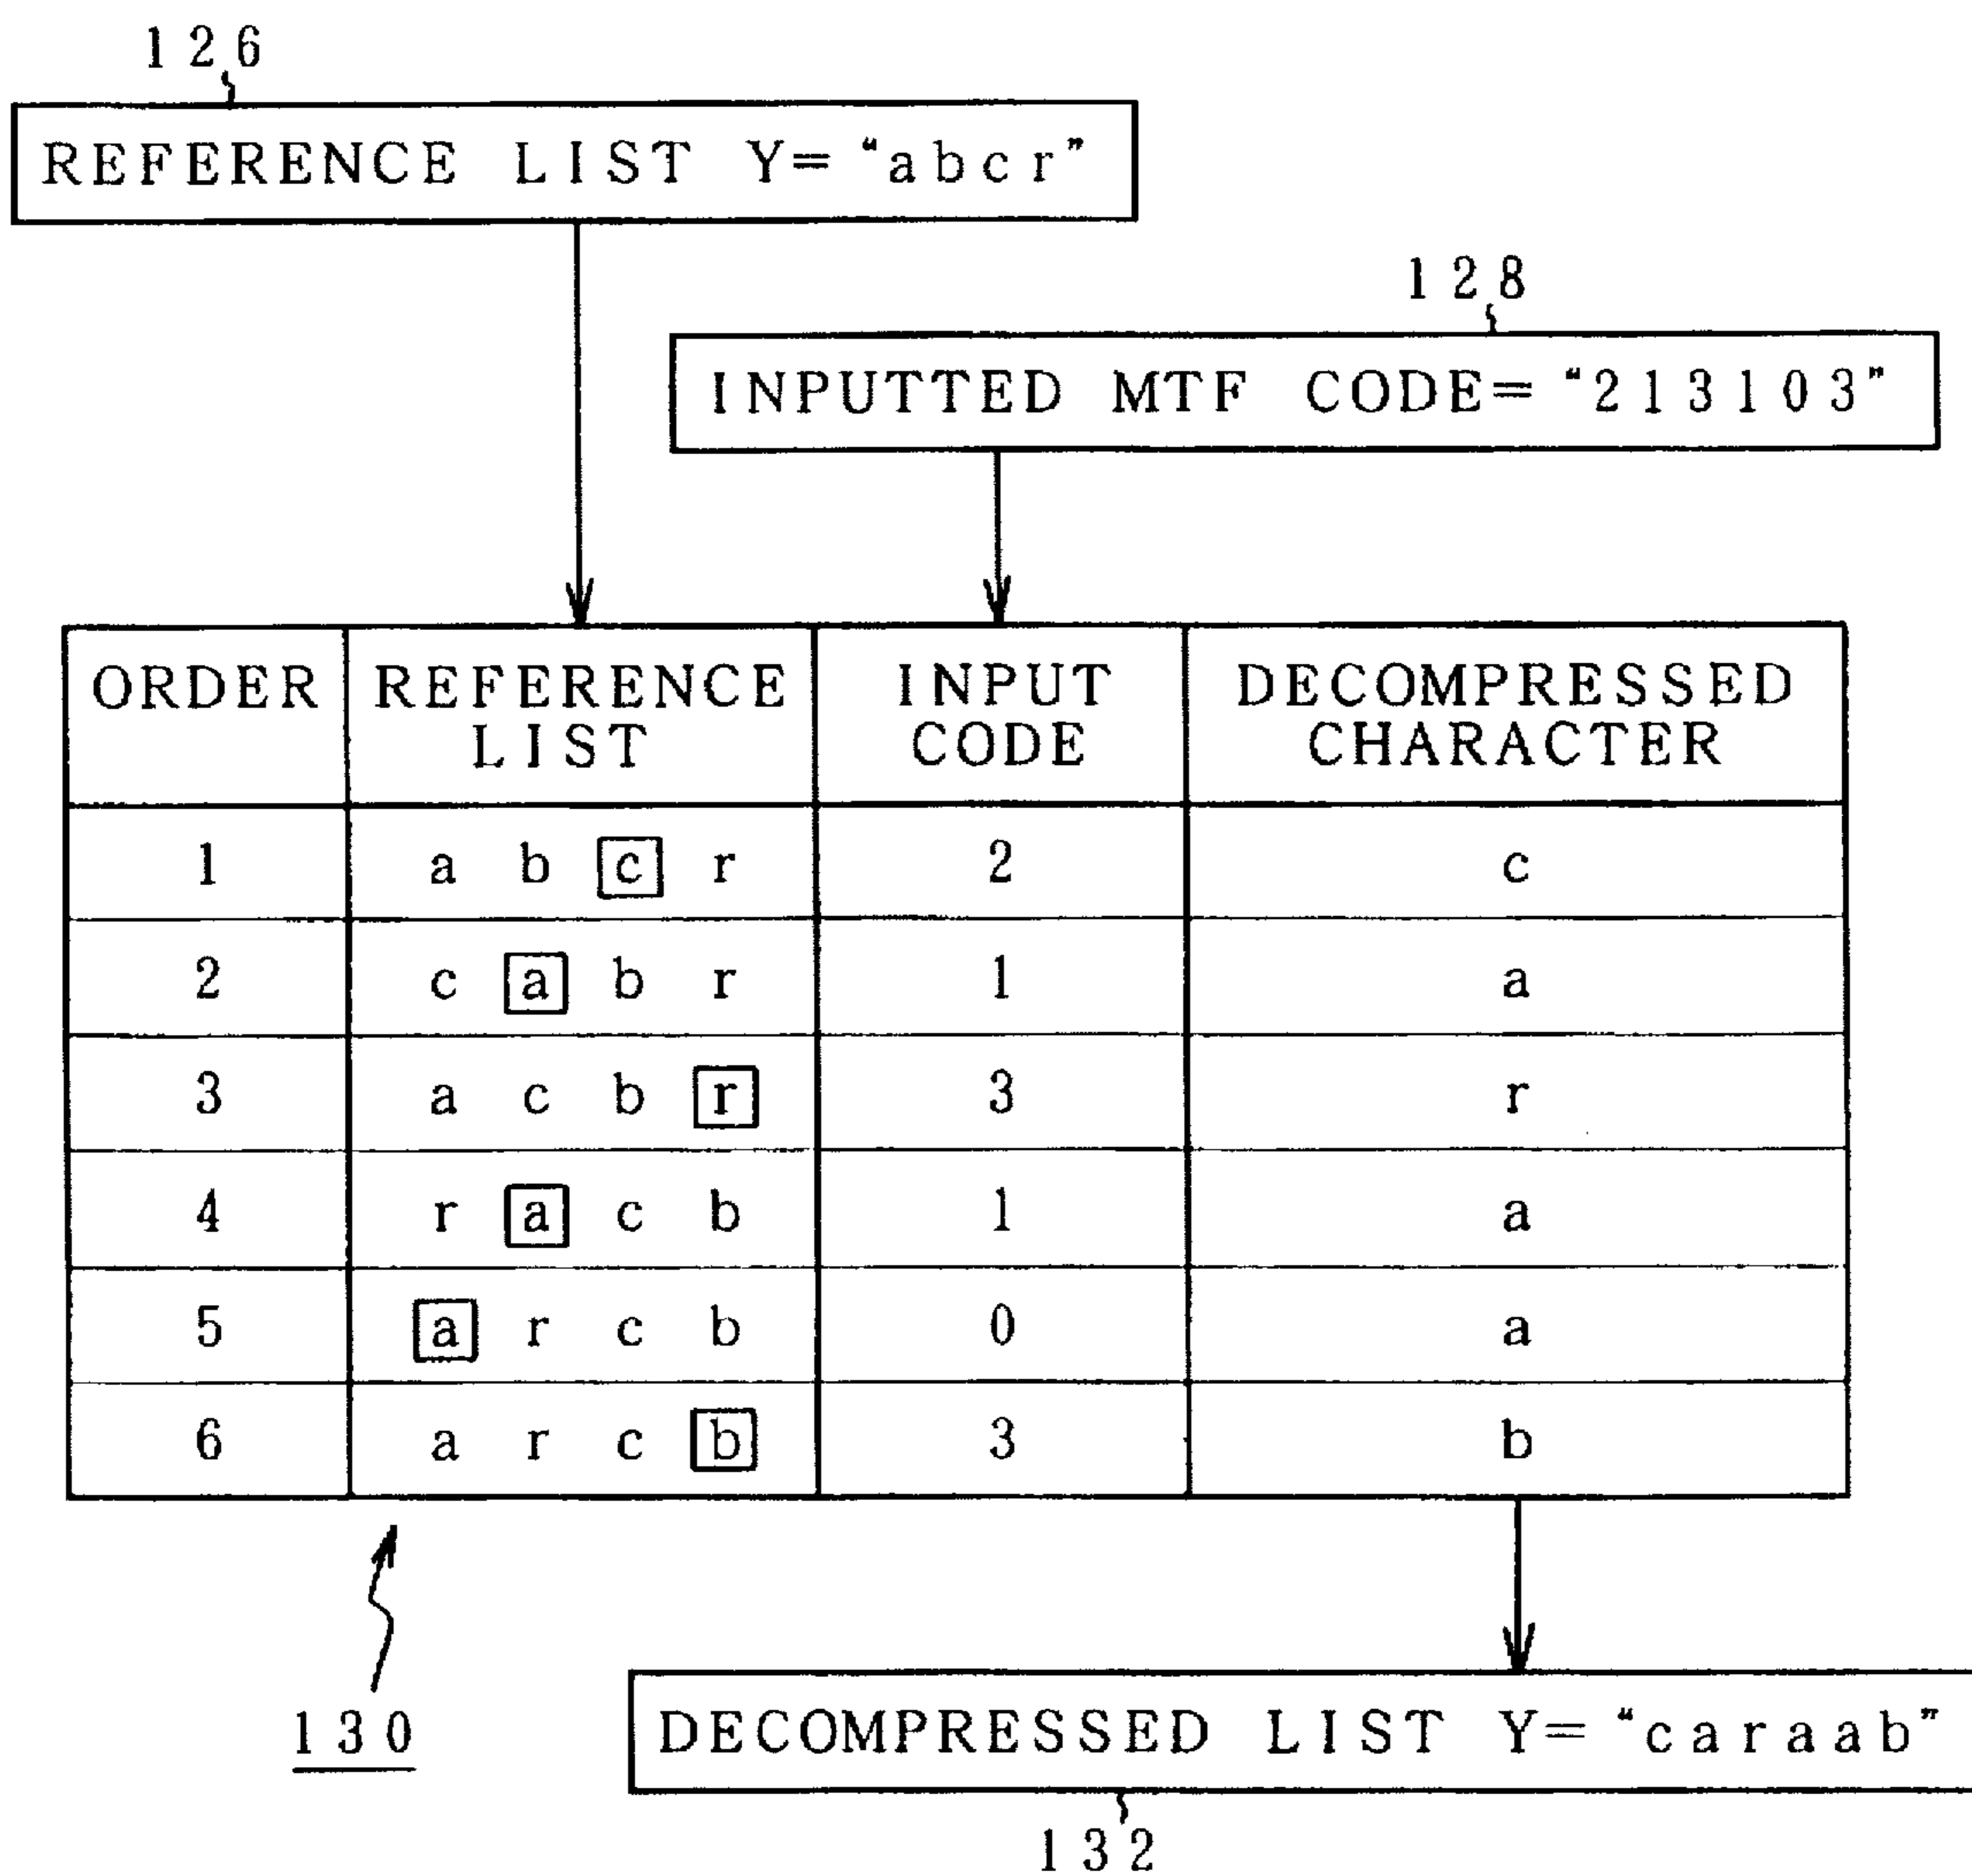 126
REFERENCE LIST Y="abcr"
128
INPUTTED MTF CODE="213103"
ORDER REFERENCE LIST INPUT CODE DECOMPRESSED CHARACTER
1 a b c r 2 c
2 c a b r 1 a
3 a c b r 3 r
4 r a c b 1 a
5 a r c b 0 a
6 a r c b 3 b
130
DECOMPRESSED LIST Y="caraab"
132